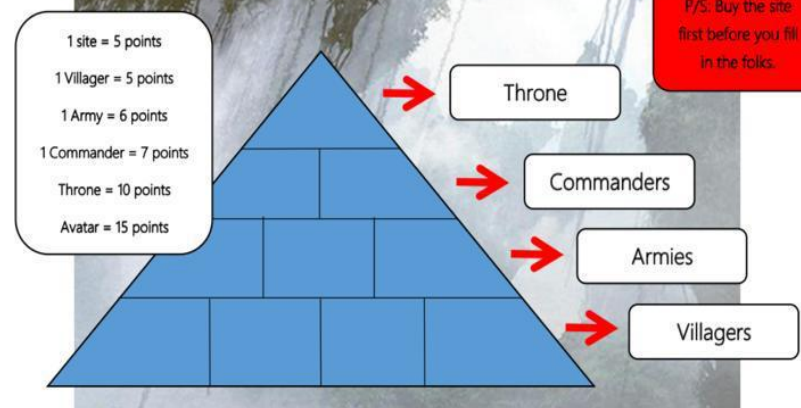 1 site = 5 points
1 Villager = 5 points
1 Army = 6 points
1 Commander = 7 points
Throne = 10 points
Avatar = 15 points
P/S: Buy the site
first before you fill
in the folks.
Throne
Commanders
Armies
Villagers